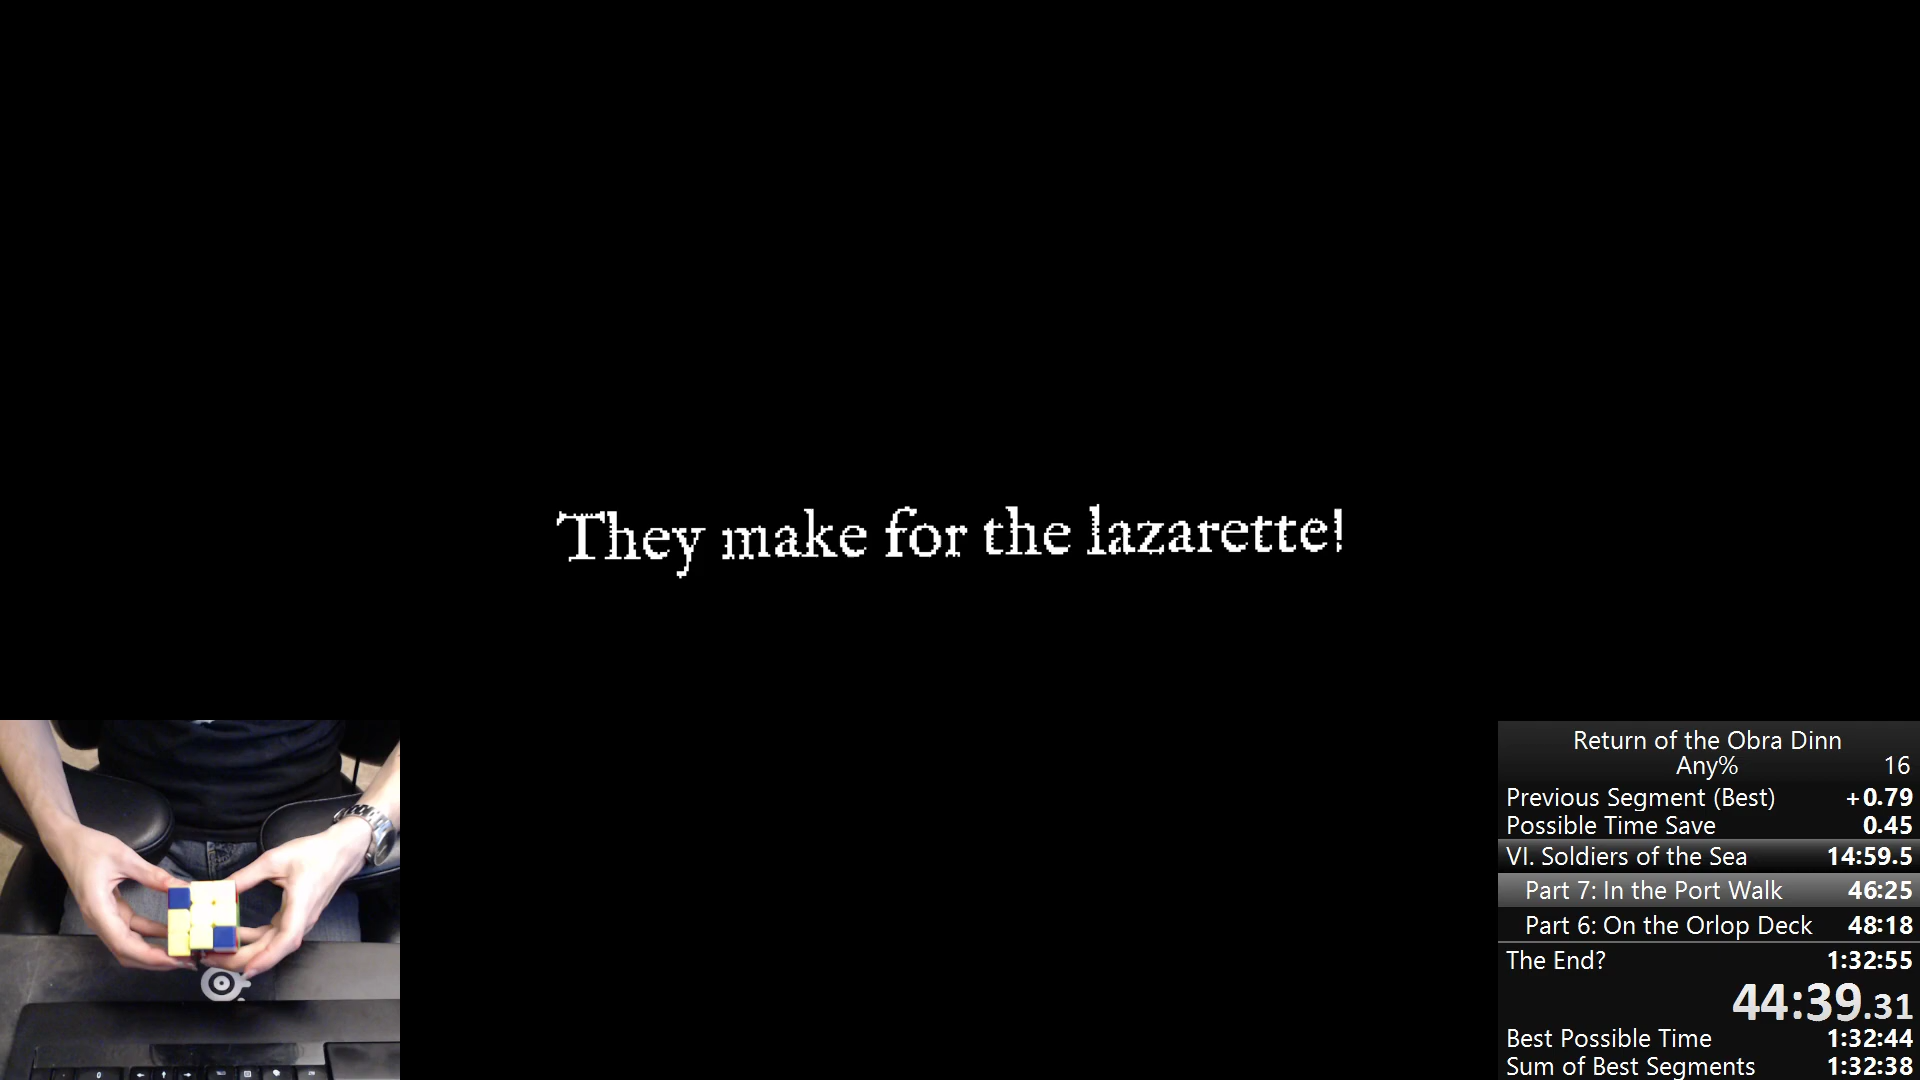 They make for the lazarette!
Return of the Obra Dinn
Any% 16
Previous Segment (Best) +0.79
Possible Time Save 0.45
VI. Soldiers of the Sea 14:59.5
Part 7: In the Port Walk 46:25
Part 6: On the Orlop Deck 48:18
The End? 1:32:55
44:39.31
Best Possible Time 1:32:44
Sum of Best Segments 1:32:38